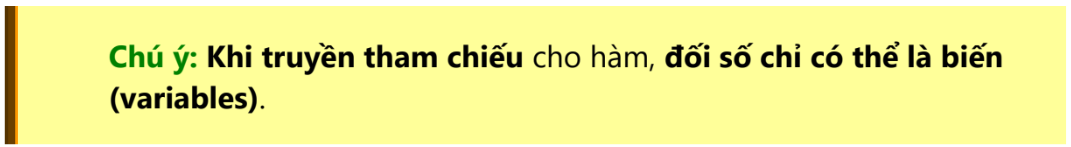 Chú ý: Khi truyền tham chiếu cho hàm, đối số chỉ có thể là biến
(variables).